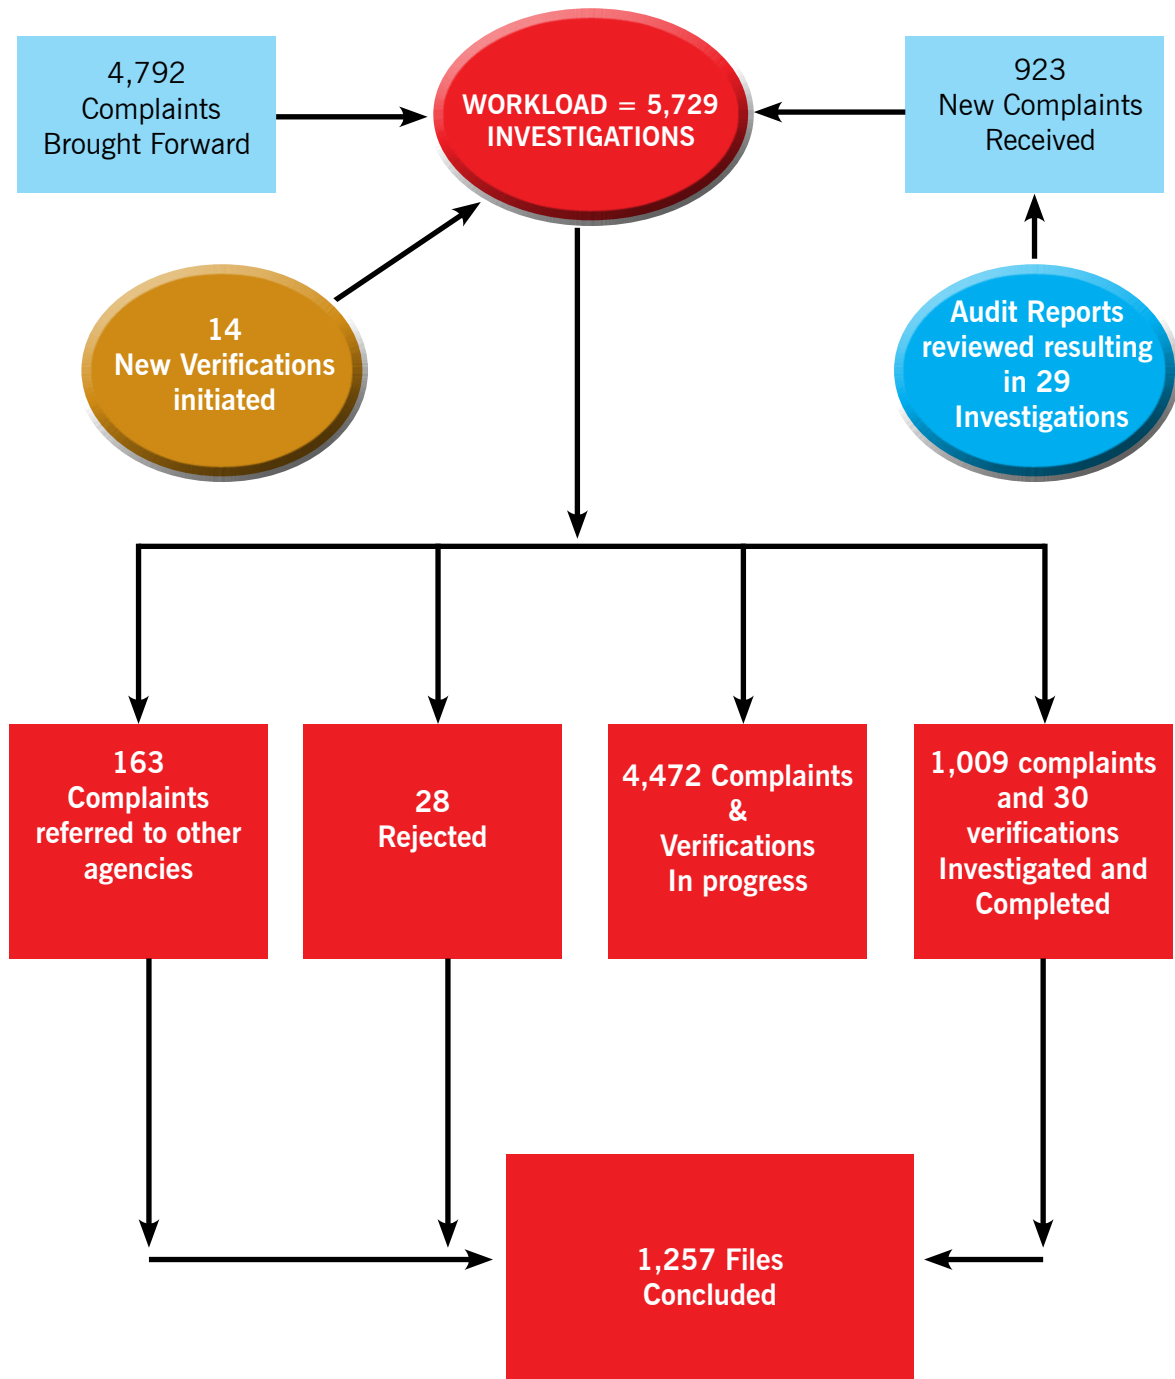 4,792
Complaints
Brought Forward
WORKLOAD = 5,729
INVESTIGATIONS
923
New Complaints
Received
14
New Verifications
initiated
Audit Reports
reviewed resulting
in 29
Investigations
163
Complaints
referred to other
agencies
28
Rejected
4,472 Complaints
&
Verifications
In progress
1,009 complaints
and 30
verifications
Investigated and
Completed
1,257 Files
Concluded